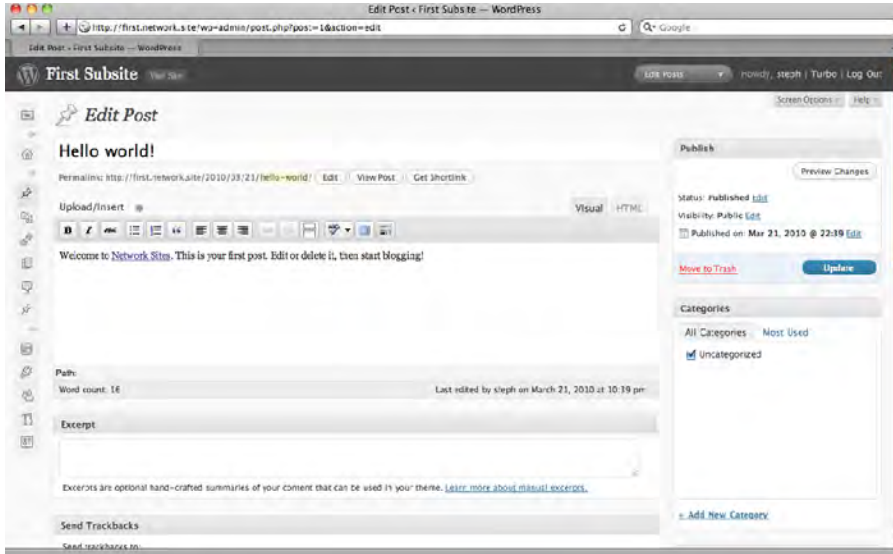 Edit Post ‹ First Subsite — WordPress
http://first.network.site/wp-admin/post.php?post=1&action=edit
Google
Edit Post ‹ First Subsite — WordPress
First Subsite Visit Site
Edit Posts
howdy, steph | Turbo | Log Out
Screen Options Help
Edit Post
Hello world!
Permalink: http://first.network.site/2010/03/21/hello-world/ Edit View Post Get Shortlink
Upload/Insert
Visual HTML
B I ABC
Welcome to Network Sites. This is your first post. Edit or delete it, then start blogging!
Path:
Word count: 16
Last edited by steph on March 21, 2010 at 10:39 pm
Excerpt
Excerpts are optional hand-crafted summaries of your content that can be used in your theme. Learn more about manual excerpts.
Send Trackbacks
Send trackbacks to:
Publish
Preview Changes
Status: Published Edit
Visibility: Public Edit
Published on: Mar 21, 2010 @ 22:39 Edit
Move to Trash
Update
Categories
All Categories Most Used
Uncategorized
+ Add New Category